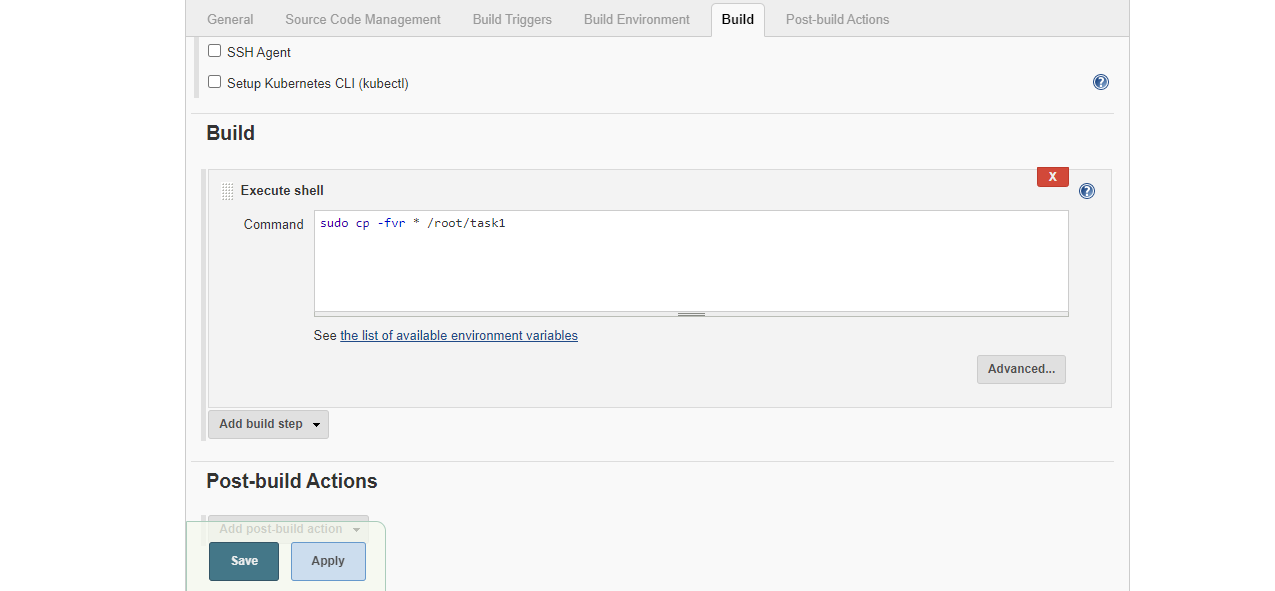 General Source Code Management Build Triggers Build Environment Build Post-build Actions
SSH Agent
Setup Kubernetes CLI (kubectl)
?
Build
X
Execute shell
?
Command
sudo cp -fvr * /root/task1
See the list of available environment variables
Advanced...
Add build step
Post-build Actions
Add post-build action
Save Apply